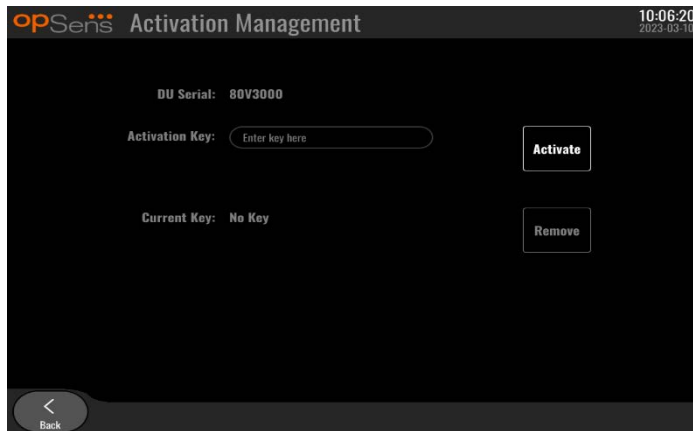 opSens Activation Management
10:06:20
2023-03-10
DU Serial: 80V3000
Activation Key: Enter key here
Activate
Current Key: No Key
Remove
Back